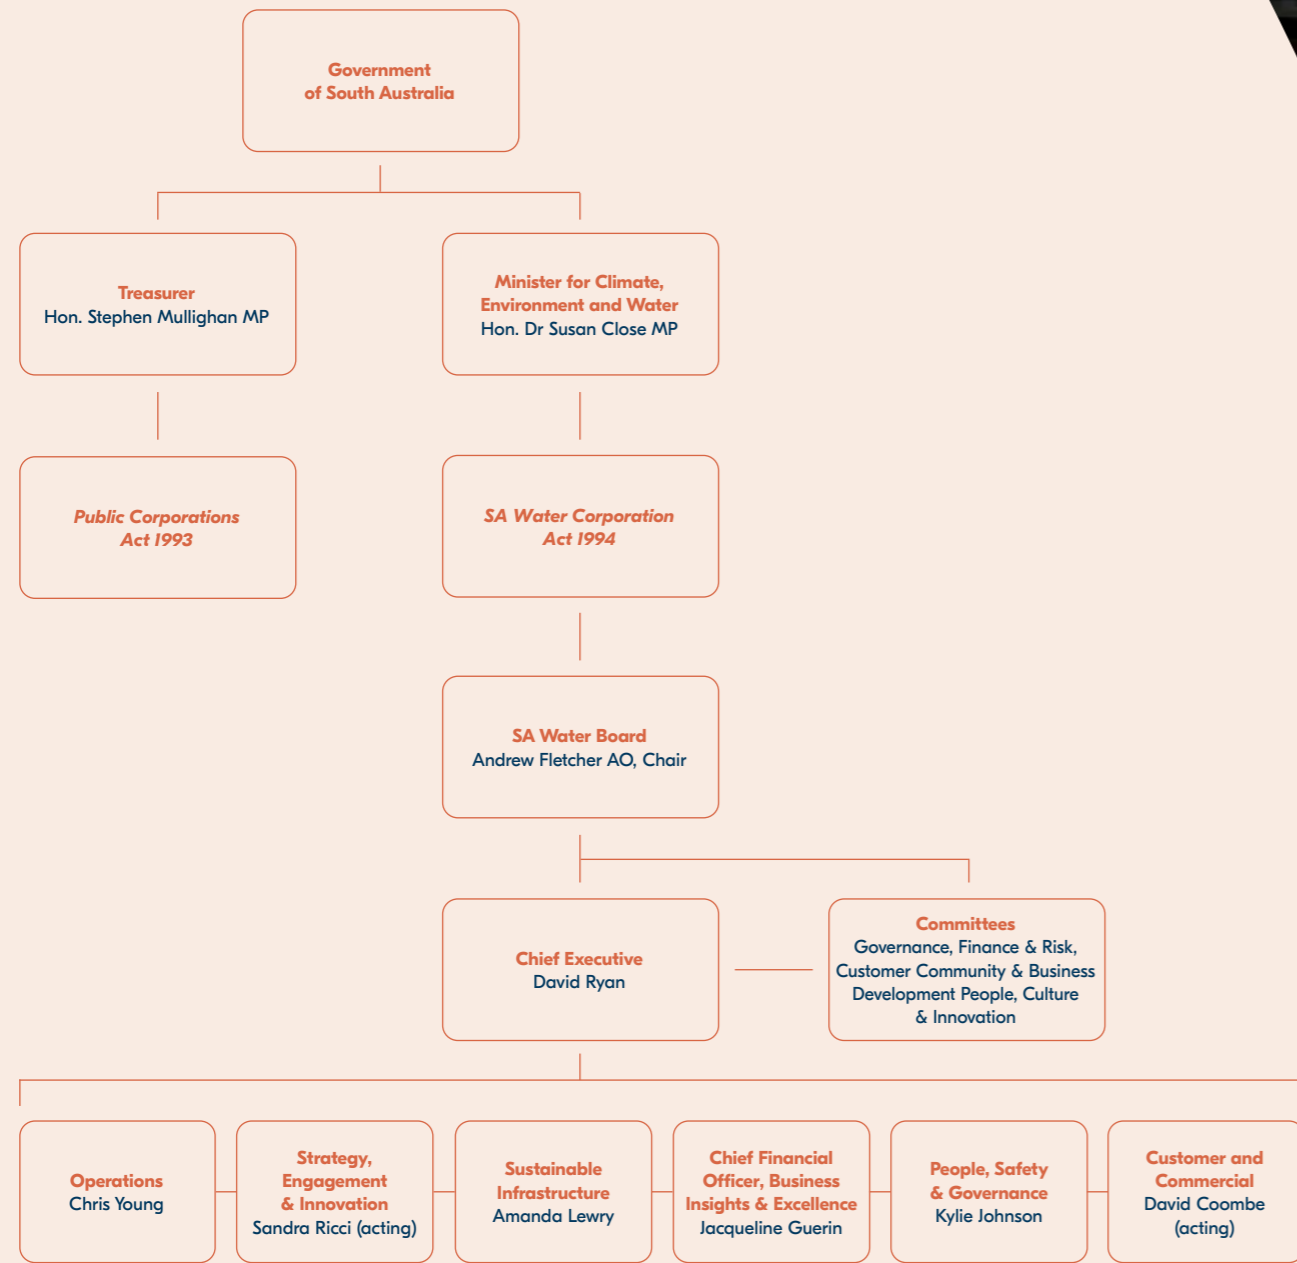 Government
of South Australia
Treasurer
Hon. Stephen Mullighan MP
Minister for Climate,
Environment and Water
Hon. Dr Susan Close MP
Public Corporations
Act 1993
SA Water Corporation
Act 1994
SA Water Board
Andrew Fletcher AO, Chair
Chief Executive
David Ryan
Committees
Governance, Finance & Risk,
Customer Community & Business
Development People, Culture
& Innovation
Operations
Chris Young
Strategy,
Engagement
& Innovation
Sandra Ricci (acting)
Sustainable
Infrastructure
Amanda Lewry
Chief Financial
Officer, Business
Insights & Excellence
Jacqueline Guerin
People, Safety
& Governance
Kylie Johnson
Customer and
Commercial
David Coombe
(acting)